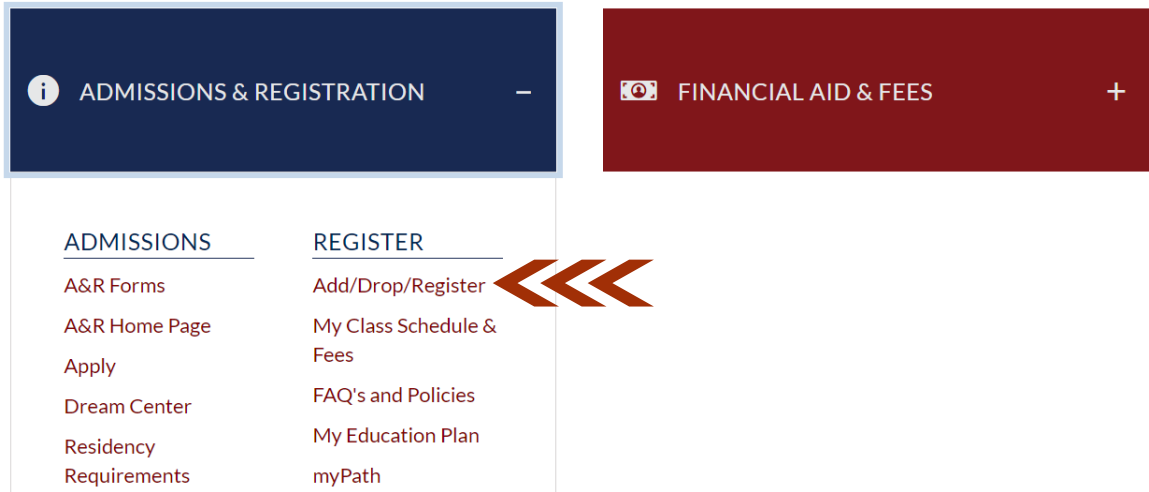 ADMISSIONS & REGISTRATION –
FINANCIAL AID & FEES +
ADMISSIONS
A&R Forms
A&R Home Page
Apply
Dream Center
Residency
Requirements
REGISTER
Add/Drop/Register
My Class Schedule &
Fees
FAQ's and Policies
My Education Plan
myPath